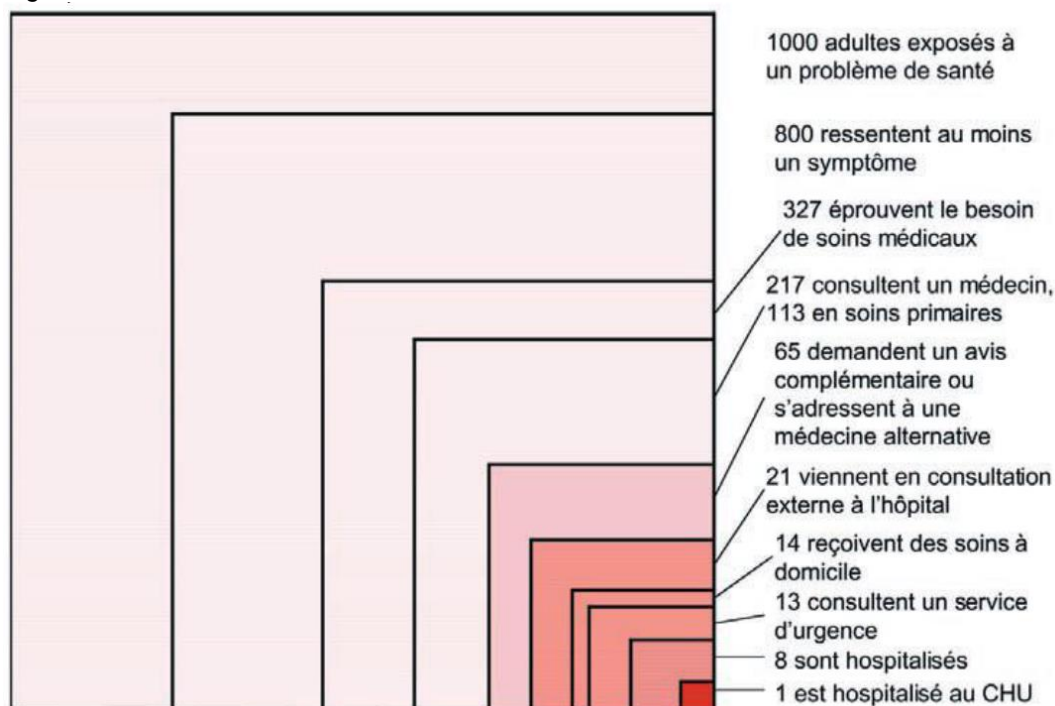 1000 adultes exposés à
un problème de santé
800 ressentent au moins
un symptôme
327 éprouvent le besoin
de soins médicaux
217 consultent un médecin,
113 en soins primaires
65 demandent un avis
complémentaire ou
s'adressent à une
médecine alternative
21 viennent en consultation
externe à l'hôpital
14 reçoivent des soins à
domicile
13 consultent un service
d'urgence
8 sont hospitalisés
1 est hospitalisé au CHU